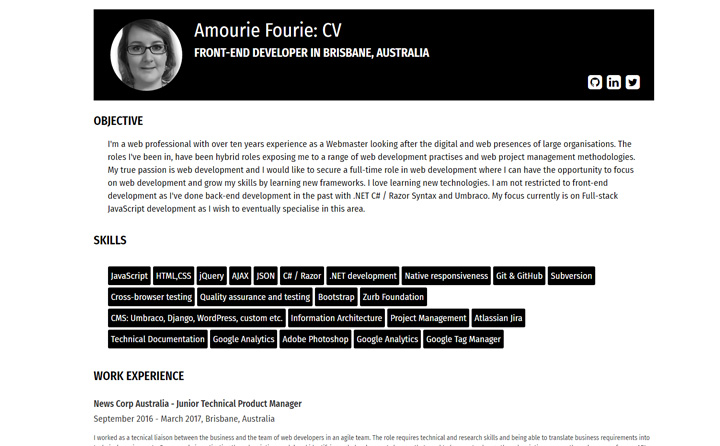 Amourie Fourie: CV
FRONT-END DEVELOPER IN BRISBANE, AUSTRALIA
OBJECTIVE
I'm a web professional with over ten years experience as a Webmaster looking after the digital and web presences of large organisations. The
roles I've been in, have been hybrid roles exposing me to a range of web development practises and web project management methodologies.
My true passion is web development and I would like to secure a full-time role in web development where I can have the opportunity to focus
on web development and grow my skills by learning new frameworks. I love learning new technologies. I am not restricted to front-end
development as I've done back-end development in the past with .NET C# / Razor Syntax and Umbraco. My focus currently is on Full-stack
JavaScript development as I wish to eventually specialise in this area.
SKILLS
JavaScript HTML,CSS jQuery AJAX JSON C# / Razor .NET development Native responsiveness Git & GitHub Subversion
Cross-browser testing Quality assurance and testing Bootstrap Zurb Foundation
CMS: Umbraco, Django, WordPress, custom etc. Information Architecture Project Management Atlassian Jira
Technical Documentation Google Analytics Adobe Photoshop Google Analytics Google Tag Manager
WORK EXPERIENCE
News Corp Australia - Junior Technical Product Manager
September 2016 - March 2017, Brisbane, Australia
I worked as a tecnical liaison between the business and the team of web developers in an agile team. The role requires technical and research skills and being able to translate business requirements into